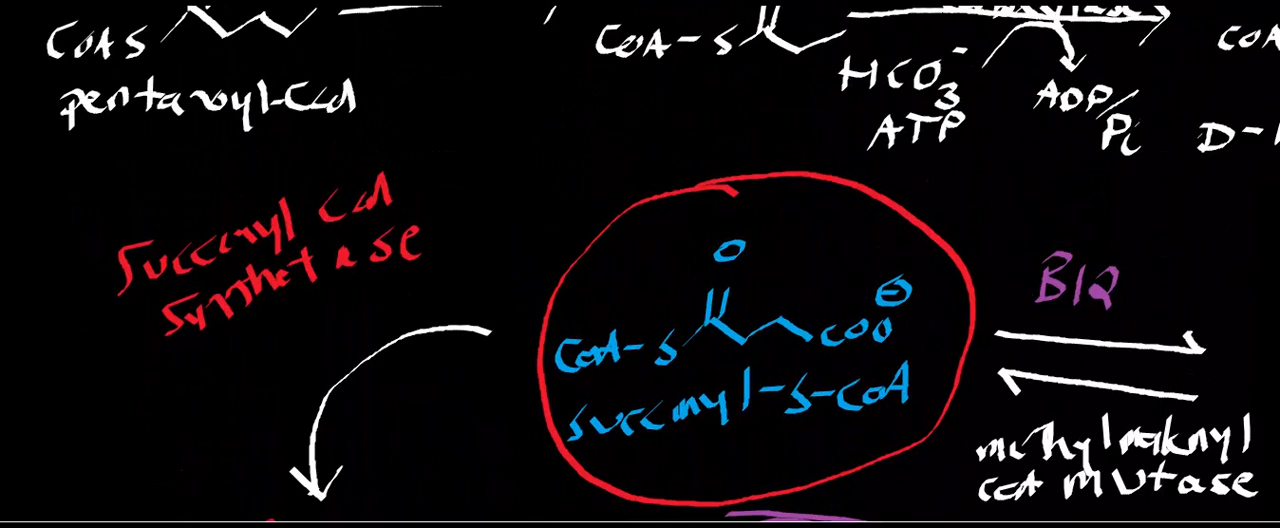 COAS
pentanoyl-CoA
COA-S
HCO3-
ATP
ADP/
Pi
COA
D-
Succinyl CoA
Synthetase
O
CoA-S
COO⊖
succinyl-S-CoA
B12
methylmalonyl
CoA mutase